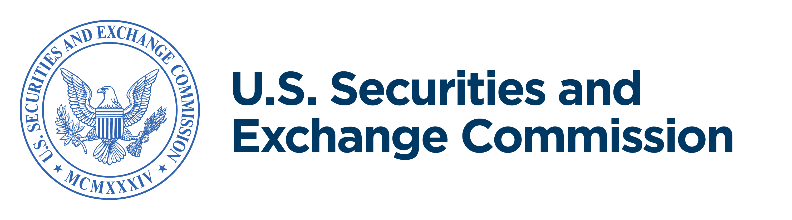 U.S. SECURITIES AND EXCHANGE COMMISSION
MCMXXXIV
U.S. Securities and
Exchange Commission